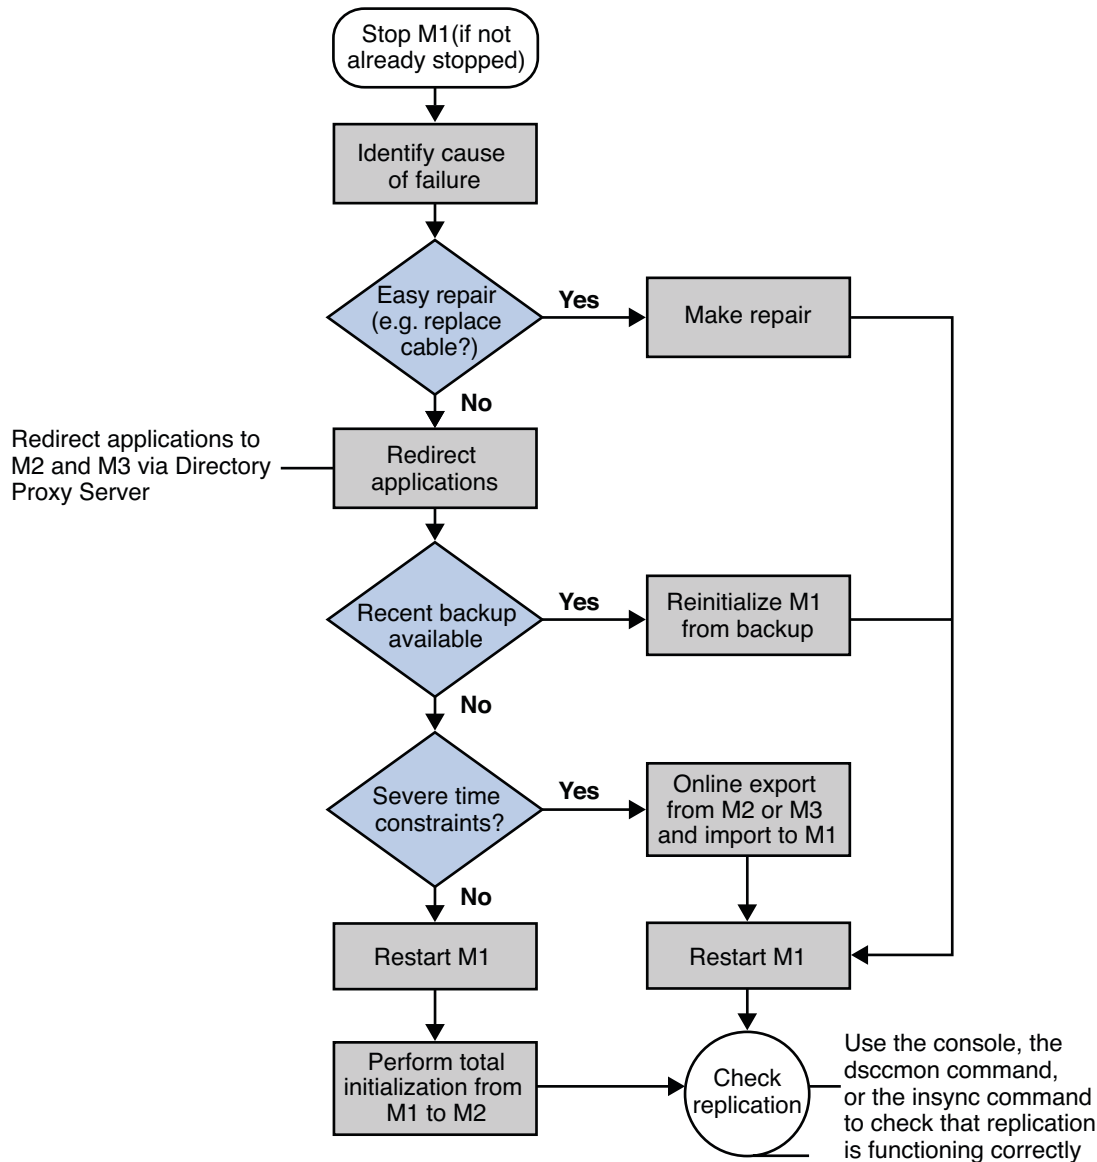 Stop M1(if not
already stopped)
Identify cause
of failure
Easy repair
(e.g. replace
cable?)
Yes
Make repair
No
Redirect applications to
M2 and M3 via Directory
Proxy Server
Redirect
applications
Recent backup
available
Yes
Reinitialize M1
from backup
No
Severe time
constraints?
Yes
Online export
from M2 or M3
and import to M1
No
Restart M1
Restart M1
Perform total
initialization from
M1 to M2
Check
replication
Use the console, the
dsccmon command,
or the insync command
to check that replication
is functioning correctly